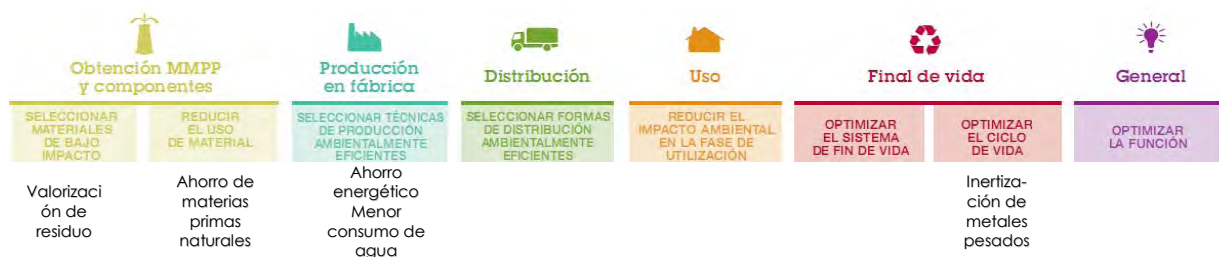 Obtención MMPP
y componentes
Producción
en fábrica
Distribución
Uso
Final de vida
General
SELECCIONAR
MATERIALES
DE BAJO
IMPACTO
REDUCIR
EL USO
DE MATERIAL
SELECCIONAR TÉCNICAS
DE PRODUCCIÓN
AMBIENTALMENTE
EFICIENTES
SELECCIONAR FORMAS
DE DISTRIBUCIÓN
AMBIENTALMENTE
EFICIENTES
REDUCIR EL
IMPACTO AMBIENTAL
EN LA FASE DE
UTILIZACIÓN
OPTIMIZAR
EL SISTEMA
DE FIN DE VIDA
OPTIMIZAR
EL CICLO
DE VIDA
OPTIMIZAR
LA FUNCIÓN
Valorizaci
ón de
residuo
Ahorro de
materias
primas
naturales
Ahorro
energético
Menor
consumo de
agua
Inertiza-
ción de
metales
pesados